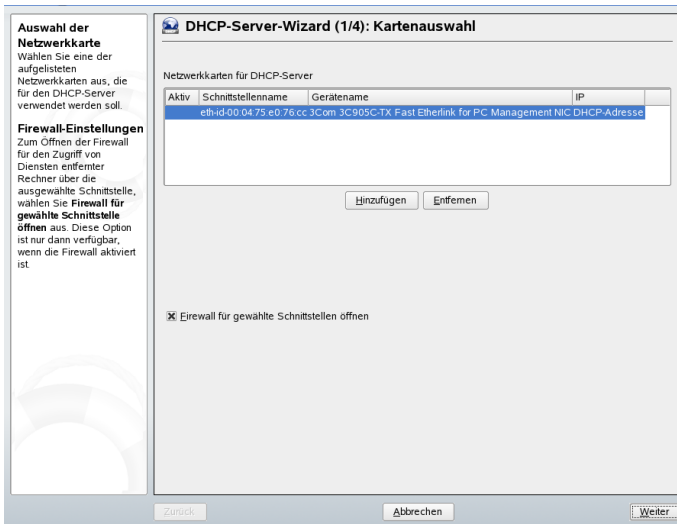 Auswahl der
Netzwerkkarte
Wählen Sie eine der
aufgelisteten
Netzwerkkarten aus, die
für den DHCP-Server
verwendet werden soll.
Firewall-Einstellungen
Zum Öffnen der Firewall
für den Zugriff von
Diensten entfernter
Rechner über die
ausgewählte Schnittstelle,
wählen Sie Firewall für
gewählte Schnittstelle
öffnen aus. Diese Option
ist nur dann verfügbar,
wenn die Firewall aktiviert
ist.
DHCP-Server-Wizard (1/4): Kartenauswahl
Netzwerkkarten für DHCP-Server
Aktiv Schnittstellenname Gerätename IP
eth-id-00:04:75:e0:76:cc 3Com 3C905C-TX Fast Etherlink for PC Management NIC DHCP-Adresse
Hinzufügen Entfernen
Firewall für gewählte Schnittstellen öffnen
Zurück Abbrechen Weiter